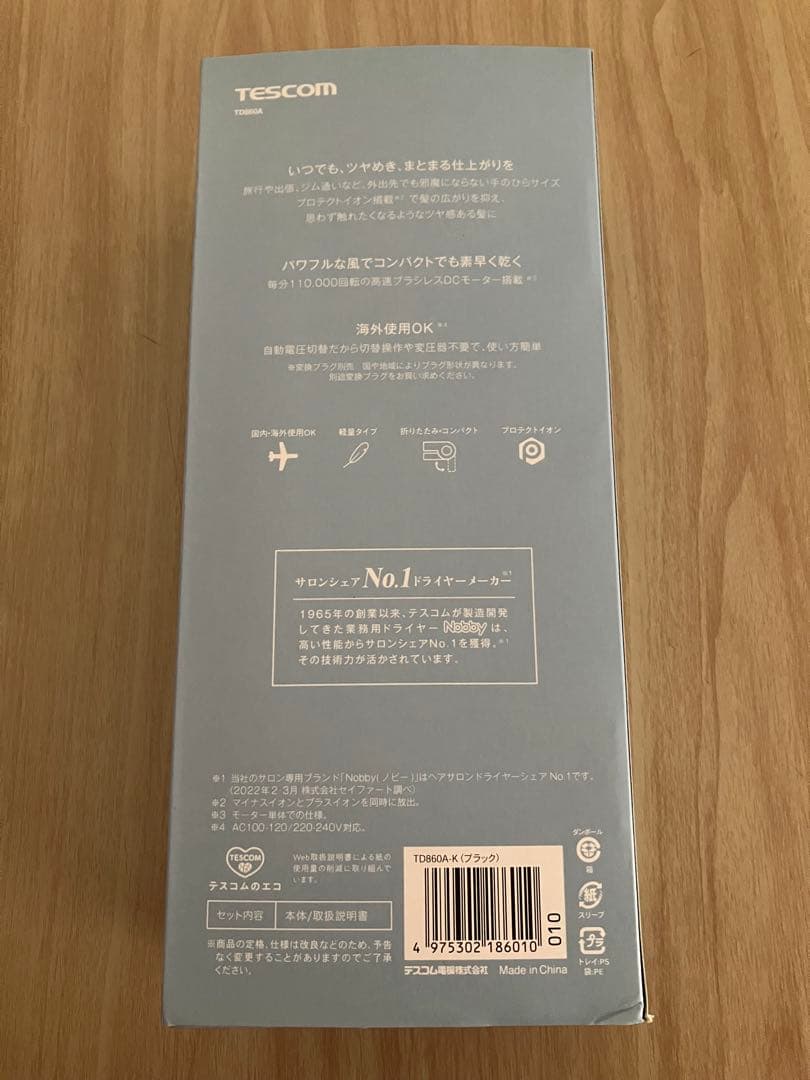 TESCOM
TD860A
いつでも、ツヤめき、まとまる仕上がりを
旅行や出張、ジム通いなど、外出先でも邪魔にならない手のひらサイズ
プロテクトイオン搭載※2 で髪の広がりを抑え、
思わず触れたくなるようなツヤ感ある髪に
パワフルな風でコンパクトでも素早く乾く
毎分110,000回転の高速ブラシレスDCモーター搭載 ※3
海外使用OK ※4
自動電圧切替だから切替操作や変圧器不要で、使い方簡単
※変換プラグ別売 国や地域によりプラグ形状が異なります。
別途変換プラグをお買い求めください。
国内・海外使用OK 軽量タイプ 折りたたみ・コンパクト プロテクトイオン
サロンシェア No.1 ドライヤーメーカー※1
1965年の創業以来、テスコムが製造開発
してきた業務用ドライヤー Nobby は、
高い性能からサロンシェアNo.1を獲得。※1
その技術力が活かされています。
※1 当社のサロン専用ブランド「Nobby(ノビー)」はヘアサロンドライヤーシェア No.1です。
(2022年2-3月 株式会社セイファート調べ)
※2 マイナスイオンとプラスイオンを同時に放出。
※3 モーター単体での仕様。
※4 AC100-120/220-240V対応。
TESCOM
テスコムのエコ
Web取扱説明書による紙の
使用量の削減に取り組んで
います。
セット内容 本体/取扱説明書
※商品の定格、仕様は改良などのため、予告
なく変更することがありますのでご了承
ください。
TD860A-K (ブラック)
4 975302 186010
010
テスコム電機株式会社 Made in China
ダンボール
箱
紙
スリーブ
プラ
トレイ:PS
袋:PE